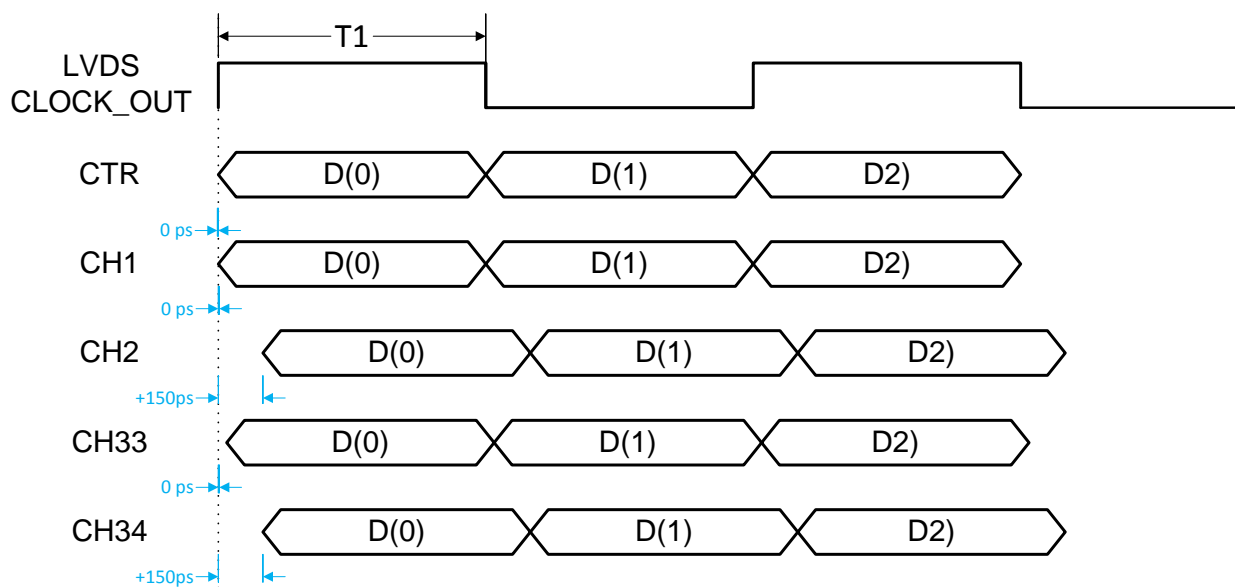 T1
LVDS
CLOCK_OUT
CTR D(0) D(1) D2)
0 ps
CH1 D(0) D(1) D2)
0 ps
CH2 D(0) D(1) D2)
+150ps
CH33 D(0) D(1) D2)
0 ps
CH34 D(0) D(1) D2)
+150ps